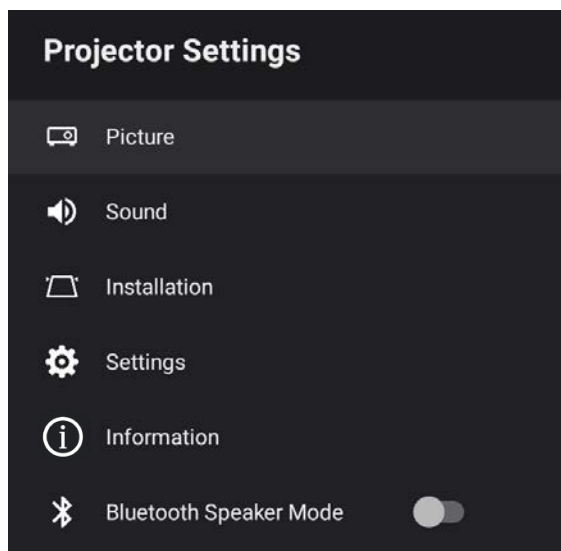 Projector Settings
Picture
Sound
Installation
Settings
Information
Bluetooth Speaker Mode